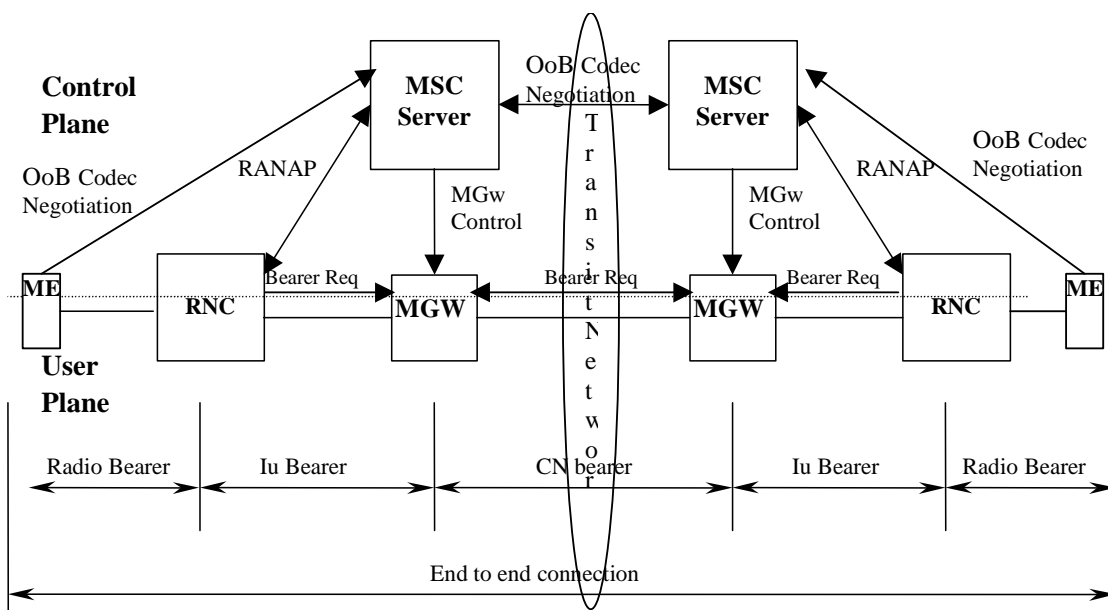 Control
Plane
OoB Codec
Negotiation
MSC
Server
OoB Codec
Negotiation
MSC
Server
OoB Codec
Negotiation
RANAP
MGw
Control
Transit Networ
MGw
Control
RANAP
ME
RNC
Bearer Req
MGW
Bearer Req
MGW
Bearer Req
RNC
ME
User
Plane
Radio Bearer
Iu Bearer
CN bearer
Iu Bearer
Radio Bearer
End to end connection